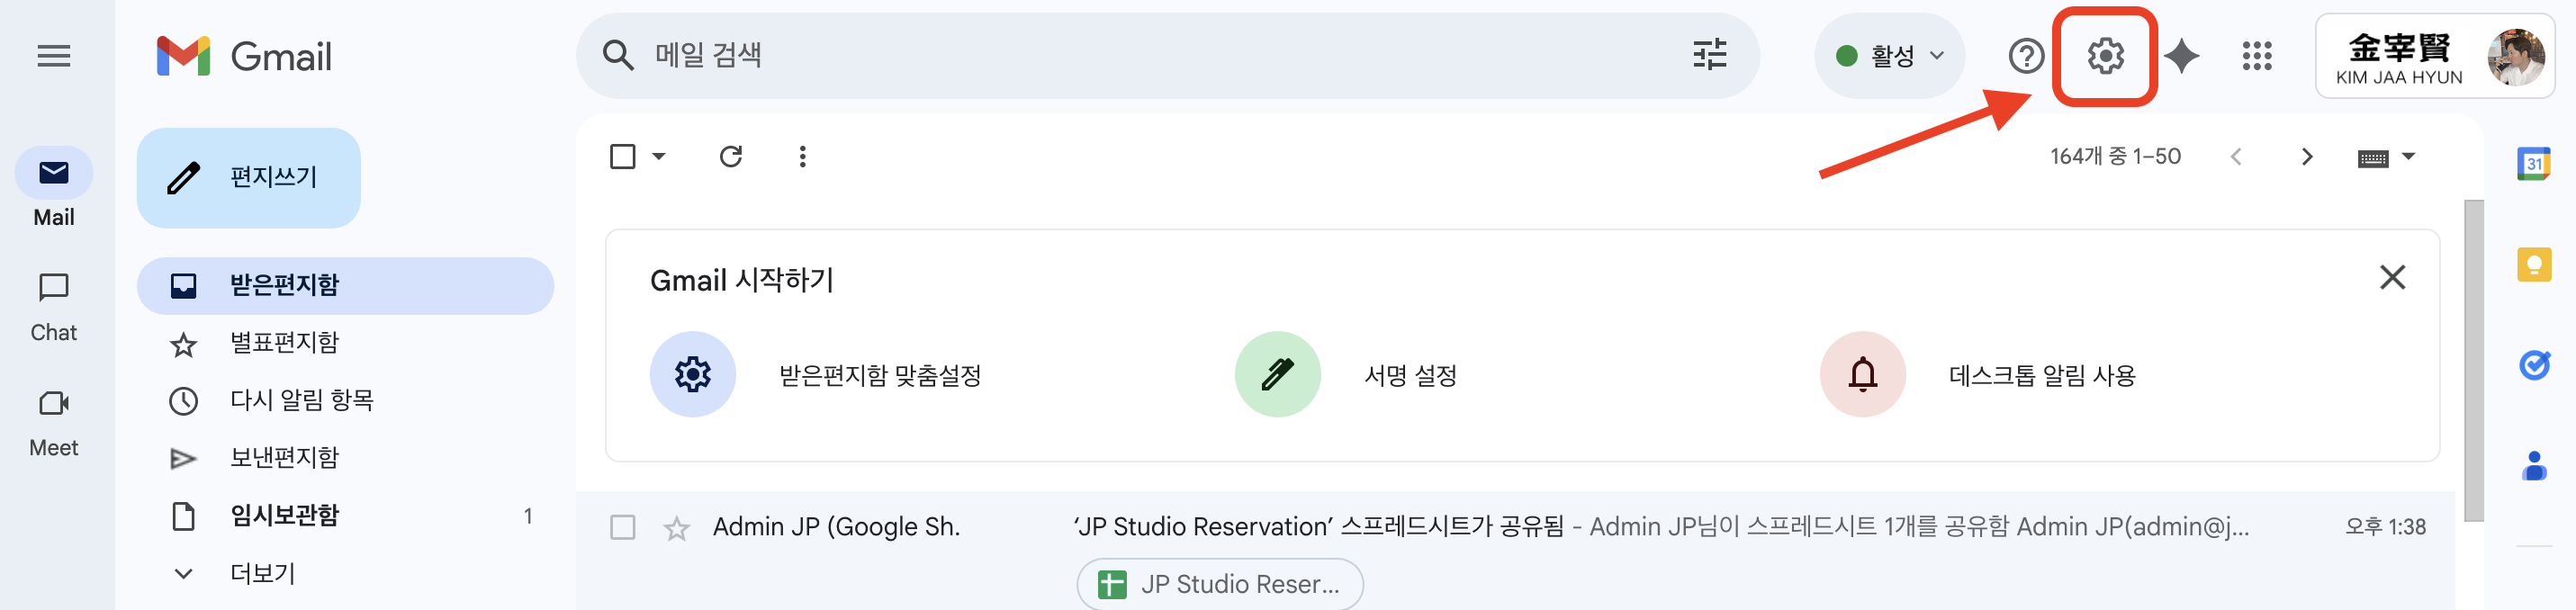 Gmail
메일 검색
활성
金宰賢
KIM JAA HYUN
Mail
Chat
Meet
편지쓰기
받은편지함
별표편지함
다시 알림 항목
보낸편지함
임시보관함 1
더보기
164개 중 1–50
Gmail 시작하기
받은편지함 맞춤설정
서명 설정
데스크톱 알림 사용
Admin JP (Google Sh. ‘JP Studio Reservation’ 스프레드시트가 공유됨 - Admin JP님이 스프레드시트 1개를 공유함 Admin JP(admin@j... 오후 1:38
JP Studio Reser...
31